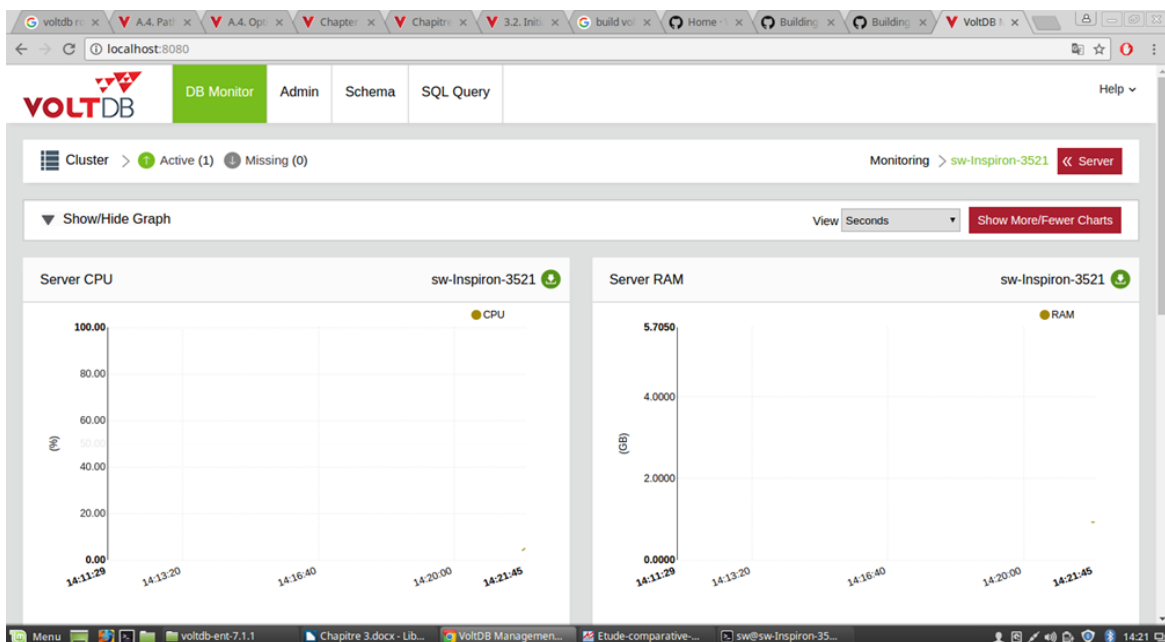 voltdb ro
A.4. Path
A.4. Opti
Chapter
Chapitre
3.2. Initi
build vol
Home · V
Building
Building
VoltDB M
localhost:8080
VOLTDB
DB Monitor
Admin
Schema
SQL Query
Help
Cluster
Active (1)
Missing (0)
Monitoring
sw-Inspiron-3521
Server
Show/Hide Graph
View
Seconds
Show More/Fewer Charts
Server CPU
sw-Inspiron-3521
CPU
100.00
80.00
60.00
50.00
40.00
20.00
0.00
(%)
14:11:29
14:13:20
14:16:40
14:20:00
14:21:45
Server RAM
sw-Inspiron-3521
RAM
5.7050
4.0000
2.0000
0.0000
(GB)
14:11:29
14:13:20
14:16:40
14:20:00
14:21:45
Menu
voltdb-ent-7.1.1
Chapitre 3.docx - Lib...
VoltDB Managemen...
Etude-comparative-...
sw@sw-Inspiron-35...
14:21